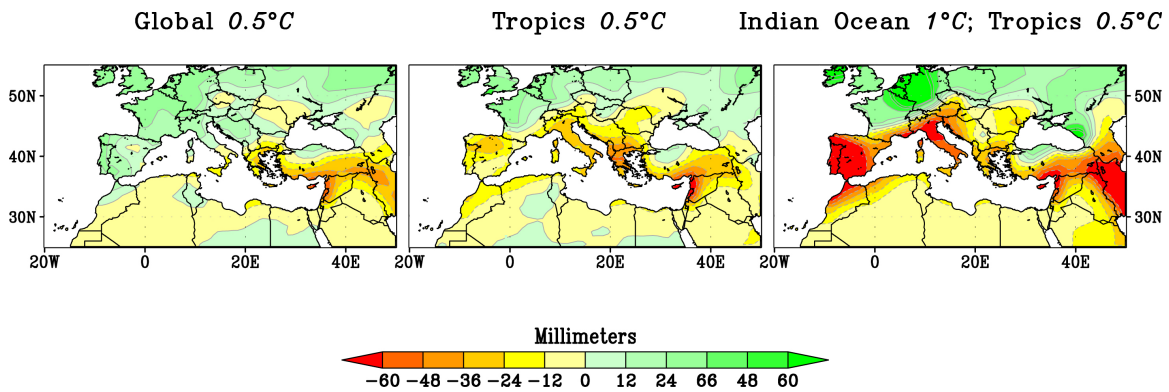 Global 0.5°C Tropics 0.5°C Indian Ocean 1°C; Tropics 0.5°C
50N 50N
40N 40N
30N 30N
20W 0 20E 40E 0 20E 40E 0 20E 40E
Millimeters
−60 −48 −36 −24 −12 0 12 24 66 48 60